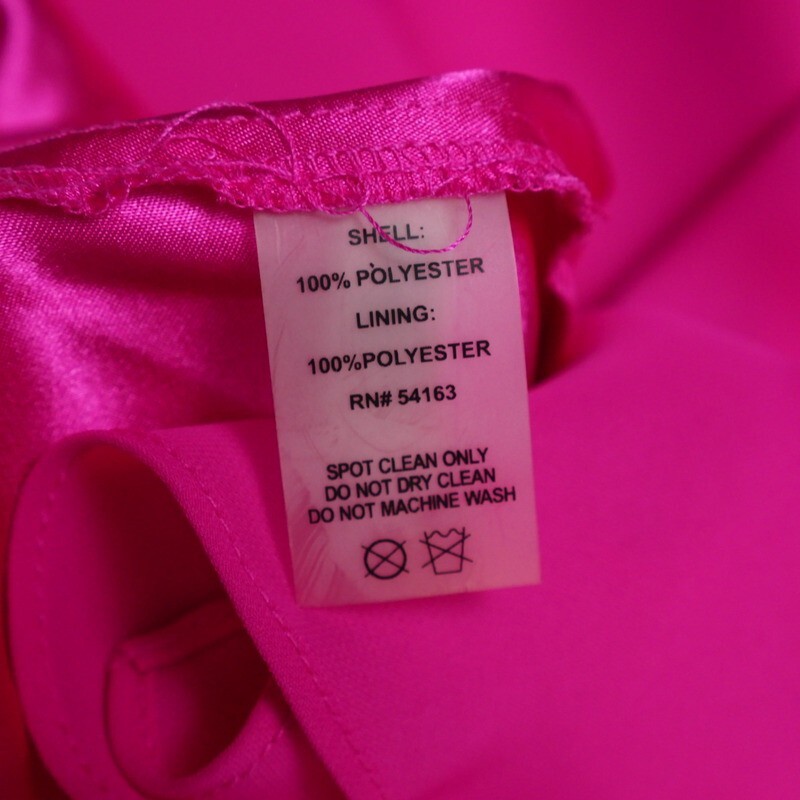 SHELL:
100% POLYESTER
LINING:
100%POLYESTER
RN# 54163
SPOT CLEAN ONLY
DO NOT DRY CLEAN
DO NOT MACHINE WASH